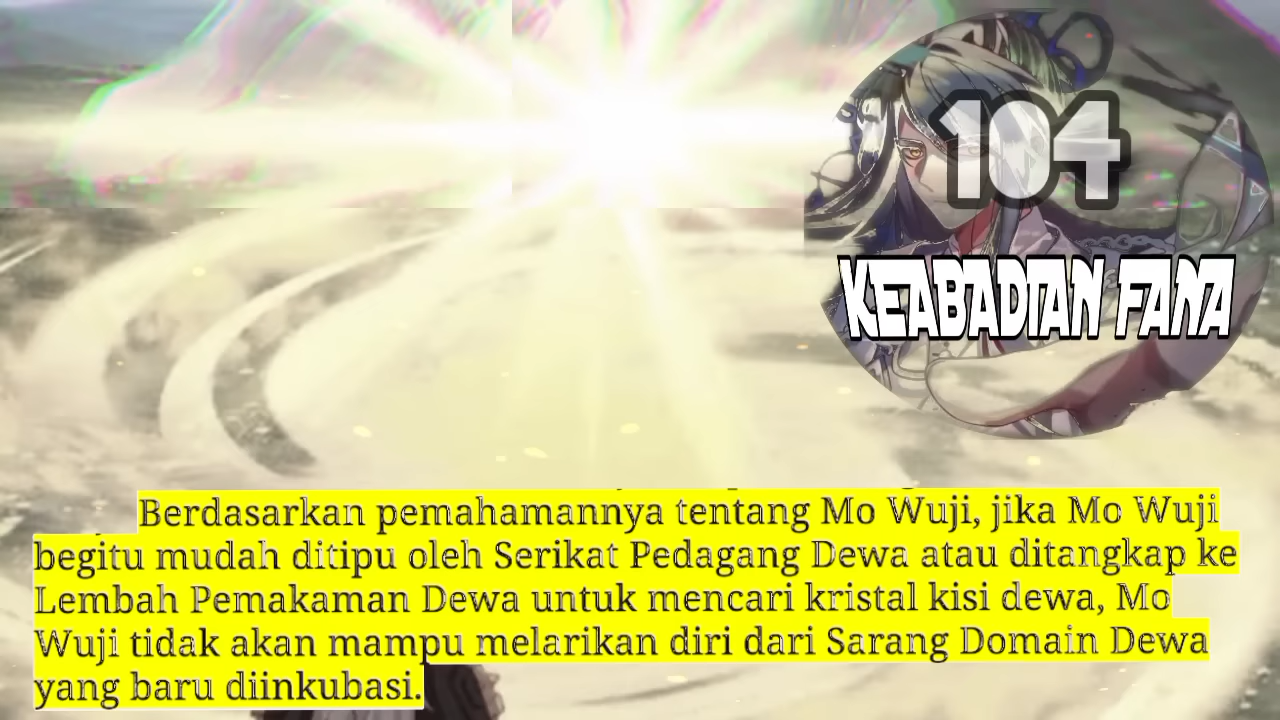 104
KEABADIAN FANA
Berdasarkan pemahamannya tentang Mo Wuji, jika Mo Wuji
begitu mudah ditipu oleh Serikat Pedagang Dewa atau ditangkap ke
Lembah Pemakaman Dewa untuk mencari kristal kisi dewa, Mo
Wuji tidak akan mampu melarikan diri dari Sarang Domain Dewa
yang baru diinkubasi.